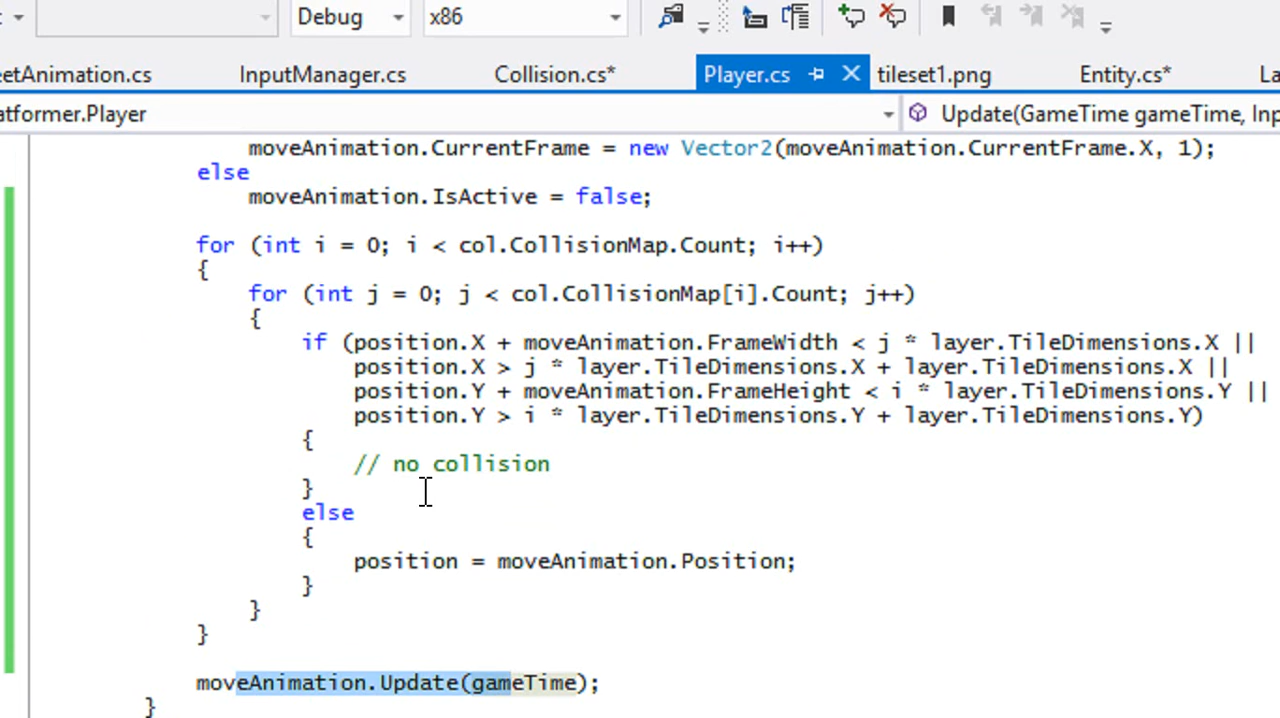 Debug x86
eetAnimation.cs InputManager.cs Collision.cs* Player.cs tileset1.png Entity.cs* La
atformer.Player Update(GameTime gameTime, Inp
moveAnimation.CurrentFrame = new Vector2(moveAnimation.CurrentFrame.X, 1);
else
moveAnimation.IsActive = false;
for (int i = 0; i < col.CollisionMap.Count; i++)
{
for (int j = 0; j < col.CollisionMap[i].Count; j++)
{
if (position.X + moveAnimation.FrameWidth < j * layer.TileDimensions.X ||
position.X > j * layer.TileDimensions.X + layer.TileDimensions.X ||
position.Y + moveAnimation.FrameHeight < i * layer.TileDimensions.Y ||
position.Y > i * layer.TileDimensions.Y + layer.TileDimensions.Y)
{
// no collision
}
else
{
position = moveAnimation.Position;
}
}
}
moveAnimation.Update(gameTime);
}